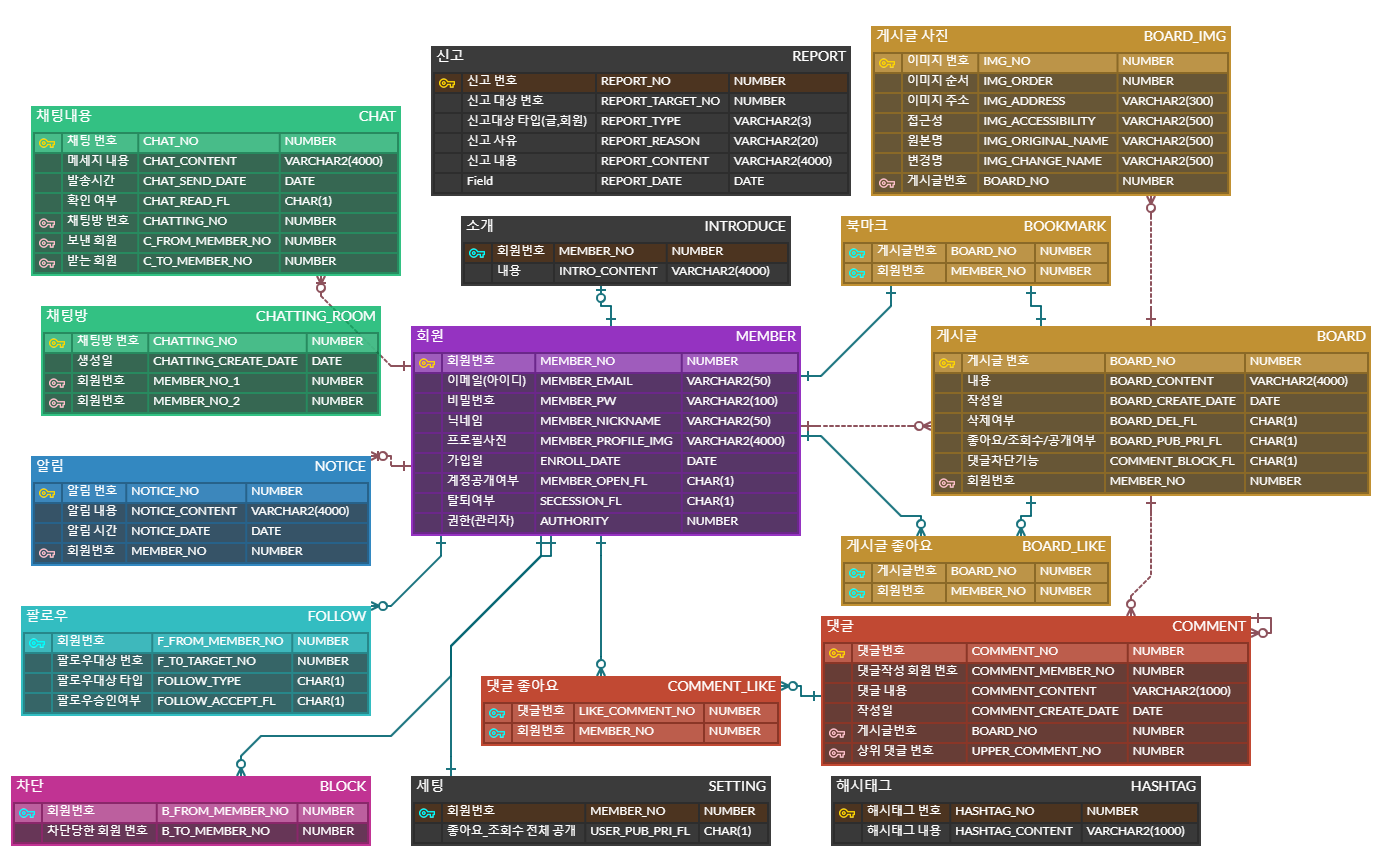 신고 REPORT
신고 번호 REPORT_NO NUMBER
신고 대상 번호 REPORT_TARGET_NO NUMBER
신고대상 타입(글,회원) REPORT_TYPE VARCHAR2(3)
신고 사유 REPORT_REASON VARCHAR2(20)
신고 내용 REPORT_CONTENT VARCHAR2(4000)
Field REPORT_DATE DATE
게시글 사진 BOARD_IMG
이미지 번호 IMG_NO NUMBER
이미지 순서 IMG_ORDER NUMBER
이미지 주소 IMG_ADDRESS VARCHAR2(300)
접근성 IMG_ACCESSIBILITY VARCHAR2(500)
원본명 IMG_ORIGINAL_NAME VARCHAR2(500)
변경명 IMG_CHANGE_NAME VARCHAR2(500)
게시글번호 BOARD_NO NUMBER
채팅내용 CHAT
채팅 번호 CHAT_NO NUMBER
메세지 내용 CHAT_CONTENT VARCHAR2(4000)
발송시간 CHAT_SEND_DATE DATE
확인 여부 CHAT_READ_FL CHAR(1)
채팅방 번호 CHATTING_NO NUMBER
보낸 회원 C_FROM_MEMBER_NO NUMBER
받는 회원 C_TO_MEMBER_NO NUMBER
소개 INTRODUCE
회원번호 MEMBER_NO NUMBER
내용 INTRO_CONTENT VARCHAR2(4000)
북마크 BOOKMARK
게시글번호 BOARD_NO NUMBER
회원번호 MEMBER_NO NUMBER
채팅방 CHATTING_ROOM
채팅방 번호 CHATTING_NO NUMBER
생성일 CHATTING_CREATE_DATE DATE
회원번호 MEMBER_NO_1 NUMBER
회원번호 MEMBER_NO_2 NUMBER
회원 MEMBER
회원번호 MEMBER_NO NUMBER
이메일(아이디) MEMBER_EMAIL VARCHAR2(50)
비밀번호 MEMBER_PW VARCHAR2(100)
닉네임 MEMBER_NICKNAME VARCHAR2(50)
프로필사진 MEMBER_PROFILE_IMG VARCHAR2(4000)
가입일 ENROLL_DATE DATE
계정공개여부 MEMBER_OPEN_FL CHAR(1)
탈퇴여부 SECESSION_FL CHAR(1)
권한(관리자) AUTHORITY NUMBER
게시글 BOARD
게시글 번호 BOARD_NO NUMBER
내용 BOARD_CONTENT VARCHAR2(4000)
작성일 BOARD_CREATE_DATE DATE
삭제여부 BOARD_DEL_FL CHAR(1)
좋아요/조회수/공개여부 BOARD_PUB_PRI_FL CHAR(1)
댓글차단기능 COMMENT_BLOCK_FL CHAR(1)
회원번호 MEMBER_NO NUMBER
알림 NOTICE
알림 번호 NOTICE_NO NUMBER
알림 내용 NOTICE_CONTENT VARCHAR2(4000)
알림 시간 NOTICE_DATE DATE
회원번호 MEMBER_NO NUMBER
게시글 좋아요 BOARD_LIKE
게시글번호 BOARD_NO NUMBER
회원번호 MEMBER_NO NUMBER
팔로우 FOLLOW
회원번호 F_FROM_MEMBER_NO NUMBER
팔로우대상 번호 F_T0_TARGET_NO NUMBER
팔로우대상 타입 FOLLOW_TYPE CHAR(1)
팔로우승인여부 FOLLOW_ACCEPT_FL CHAR(1)
댓글 COMMENT
댓글번호 COMMENT_NO NUMBER
댓글작성 회원 번호 COMMENT_MEMBER_NO NUMBER
댓글 내용 COMMENT_CONTENT VARCHAR2(1000)
작성일 COMMENT_CREATE_DATE DATE
게시글번호 BOARD_NO NUMBER
상위 댓글 번호 UPPER_COMMENT_NO NUMBER
댓글 좋아요 COMMENT_LIKE
댓글번호 LIKE_COMMENT_NO NUMBER
회원번호 MEMBER_NO NUMBER
차단 BLOCK
회원번호 B_FROM_MEMBER_NO NUMBER
차단당한 회원 번호 B_TO_MEMBER_NO NUMBER
세팅 SETTING
회원번호 MEMBER_NO NUMBER
좋아요_조회수 전체 공개 USER_PUB_PRI_FL CHAR(1)
해시태그 HASHTAG
해시태그 번호 HASHTAG_NO NUMBER
해시태그 내용 HASHTAG_CONTENT VARCHAR2(1000)